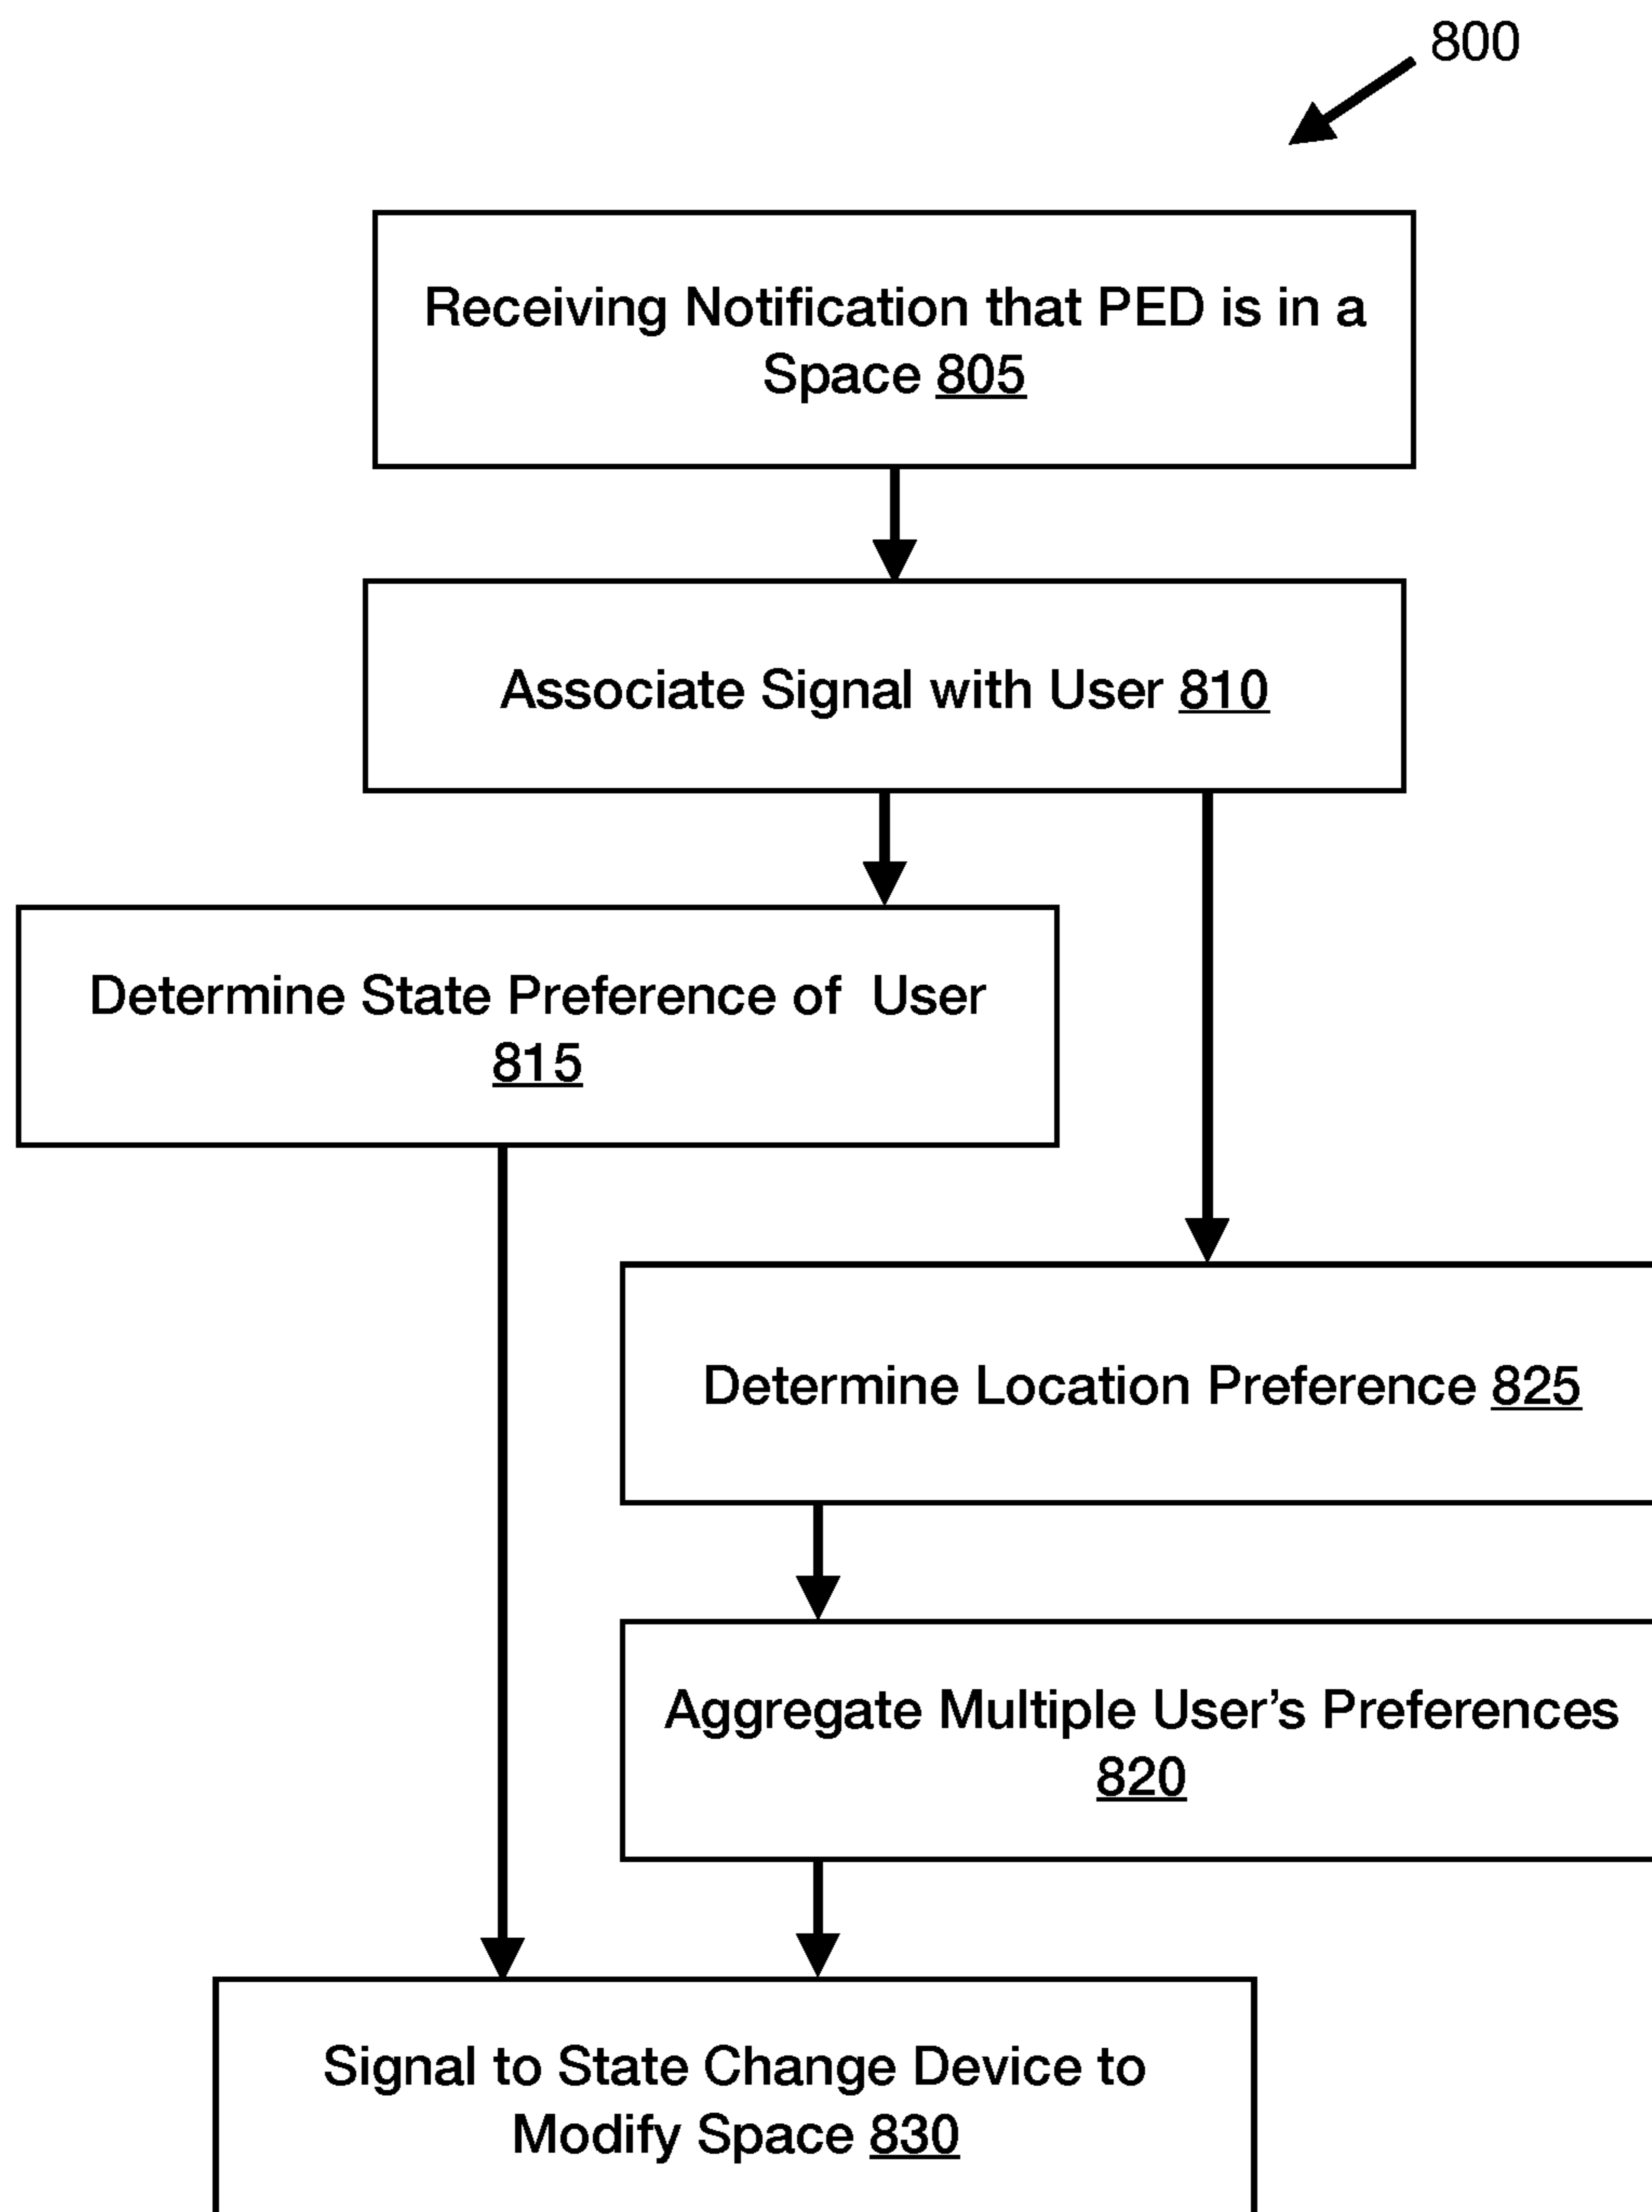 800
Receiving Notification that PED is in a
Space 805
Associate Signal with User 810
Determine State Preference of User
815
Determine Location Preference 825
Aggregate Multiple User’s Preferences
820
Signal to State Change Device to
Modify Space 830